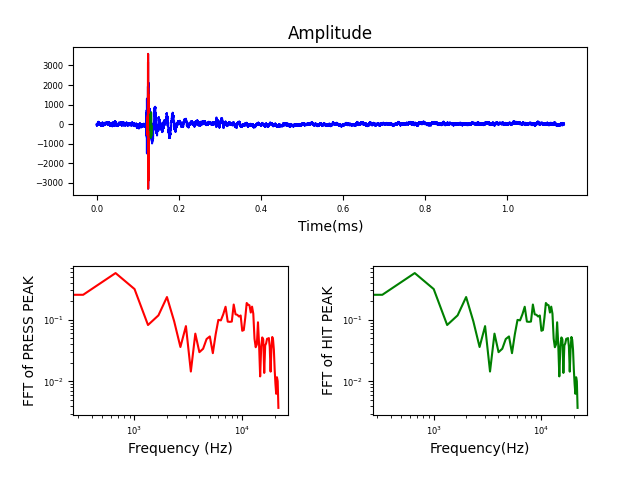 Amplitude
3000
2000
1000
0
−1000
−2000
−3000
0.0 0.2 0.4 0.6 0.8 1.0
Time(ms)
FFT of PRESS PEAK
10⁻¹
10⁻²
10³ 10⁴
Frequency (Hz)
FFT of HIT PEAK
10⁻¹
10⁻²
10³ 10⁴
Frequency(Hz)